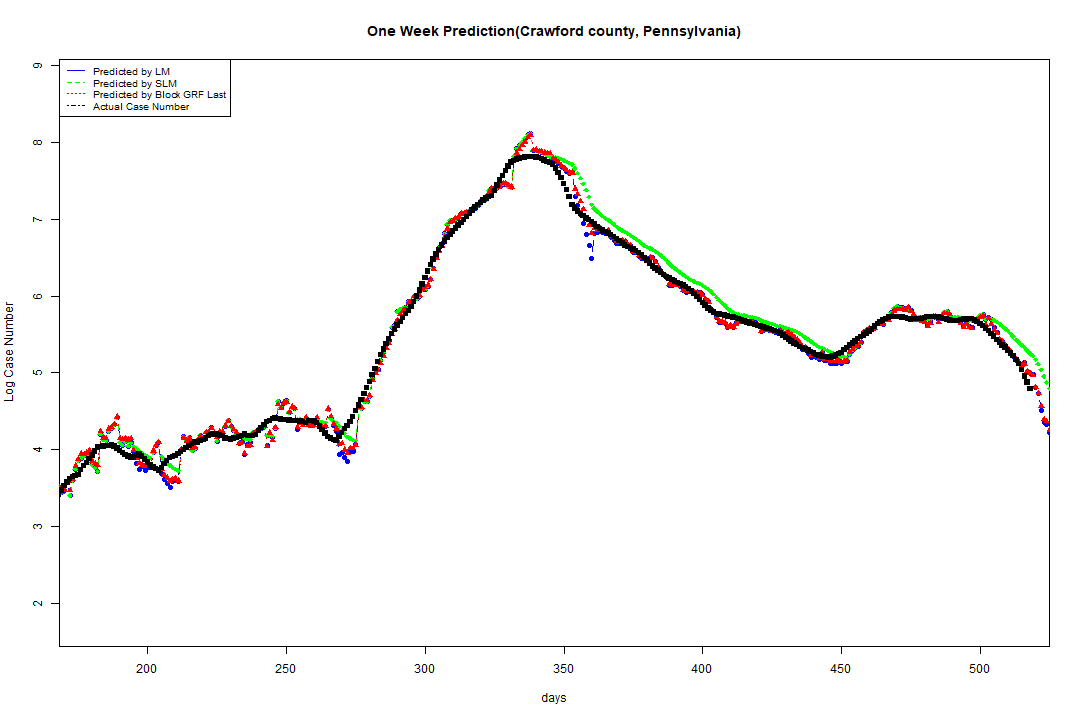 One Week Prediction(Crawford county, Pennsylvania)
Predicted by LM
Predicted by SLM
Predicted by Block GRF Last
Actual Case Number
9
8
7
6
5
4
3
2
Log Case Number
200 250 300 350 400 450 500
days